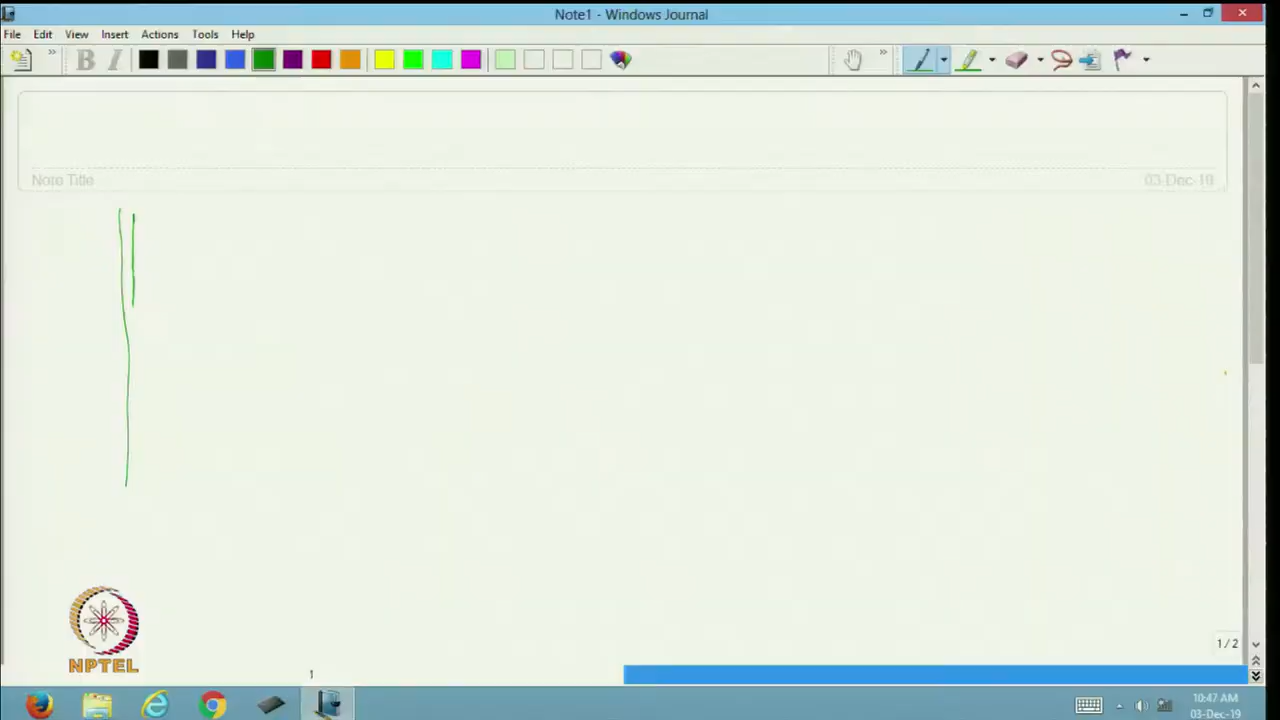 Note1 - Windows Journal
File Edit View Insert Actions Tools Help
B I
Note Title
03-Dec-19
1 / 2
NPTEL
1
10:47 AM
03-Dec-19